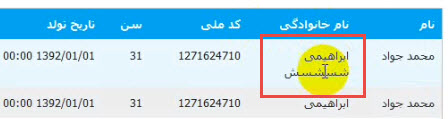 نام نام خانوادگی کد ملی سن تاریخ تولد
محمد جواد ابراهیمی 1271624710 31 1392/01/01 00:00
شسیشسش
محمد جواد ابراهیمی 1271624710 31 1392/01/01 00:00